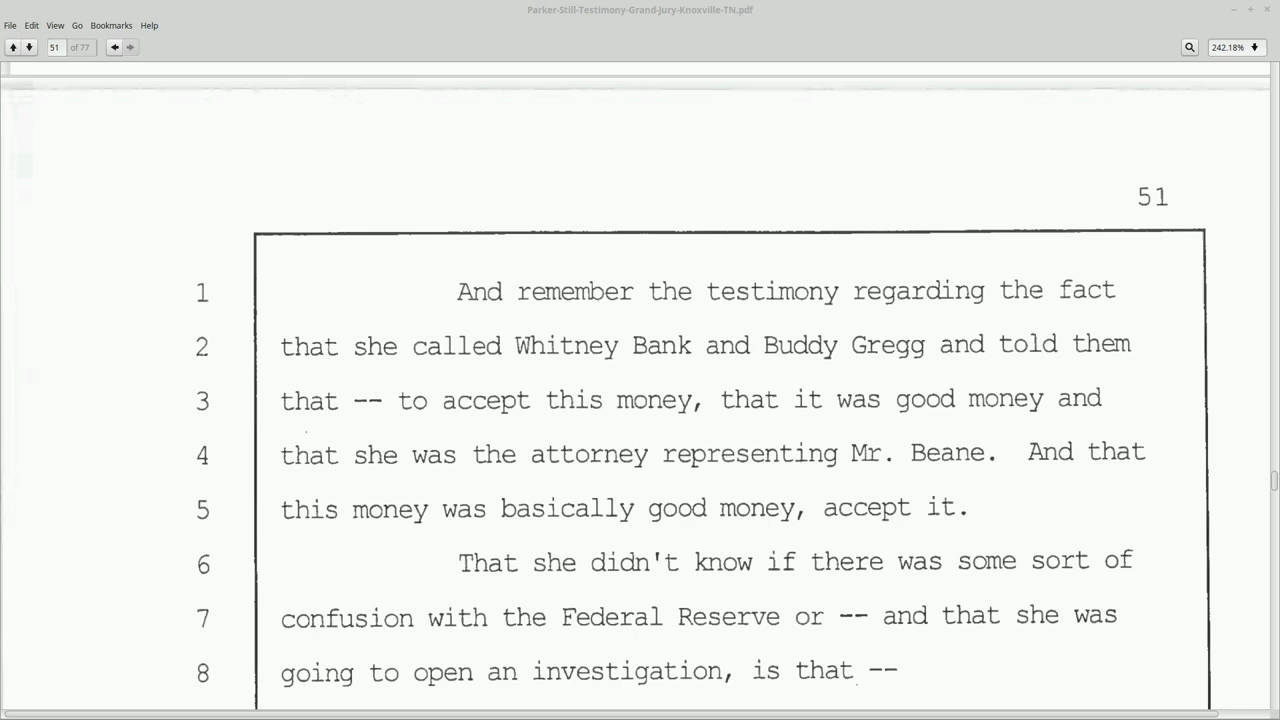 Parker-Still-Testimony-Grand-Jury-Knoxville-TN.pdf
File Edit View Go Bookmarks Help
51 of 77 242.18%
51
1 And remember the testimony regarding the fact
2 that she called Whitney Bank and Buddy Gregg and told them
3 that -- to accept this money, that it was good money and
4 that she was the attorney representing Mr. Beane. And that
5 this money was basically good money, accept it.
6 That she didn't know if there was some sort of
7 confusion with the Federal Reserve or -- and that she was
8 going to open an investigation, is that --